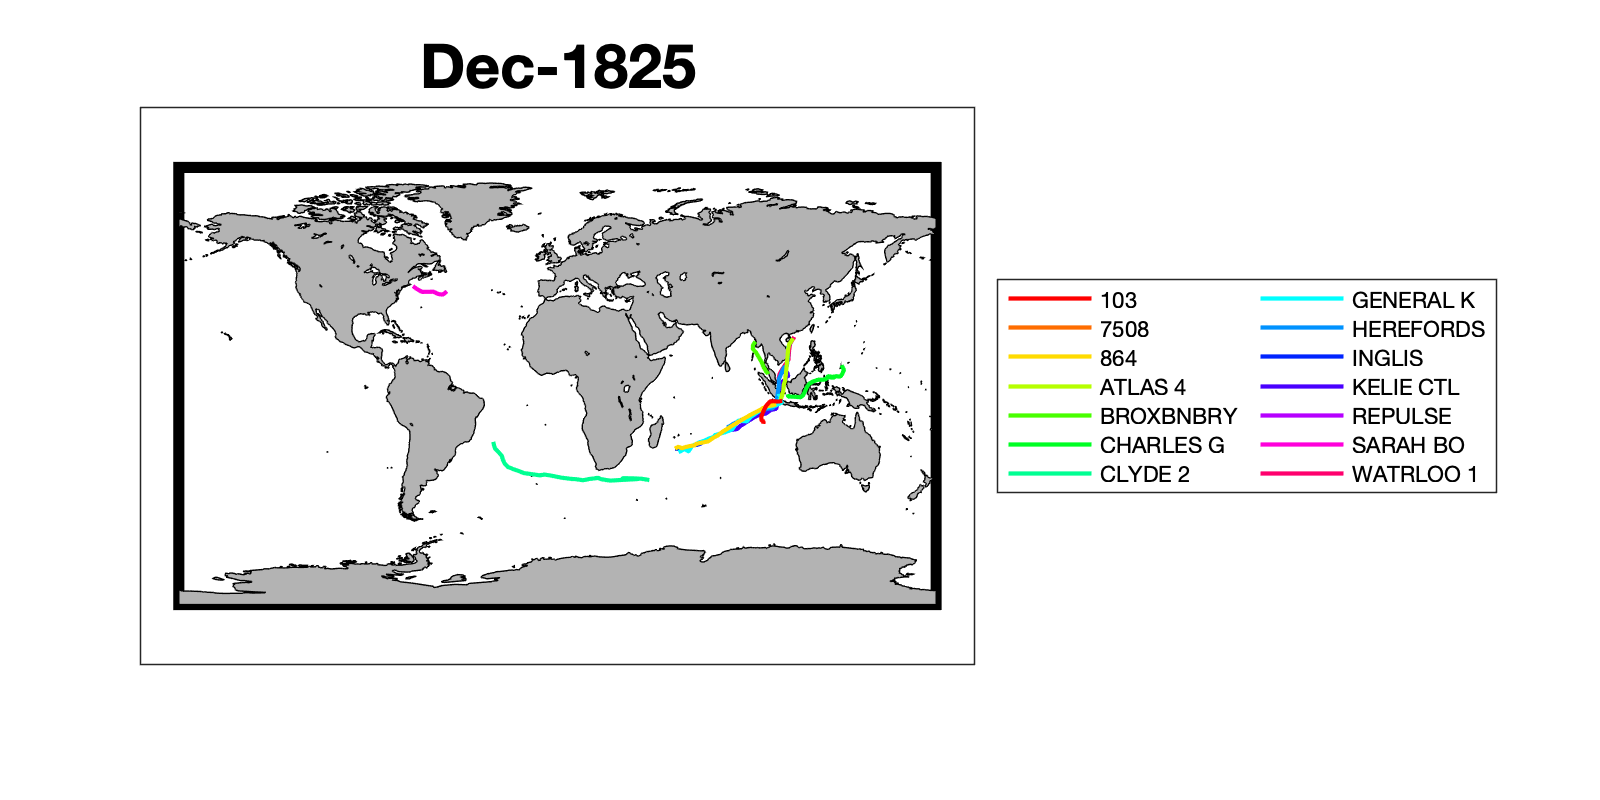 Dec-1825
103
7508
864
ATLAS 4
BROXBNBRY
CHARLES G
CLYDE 2
GENERAL K
HEREFORDS
INGLIS
KELIE CTL
REPULSE
SARAH BO
WATRLOO 1